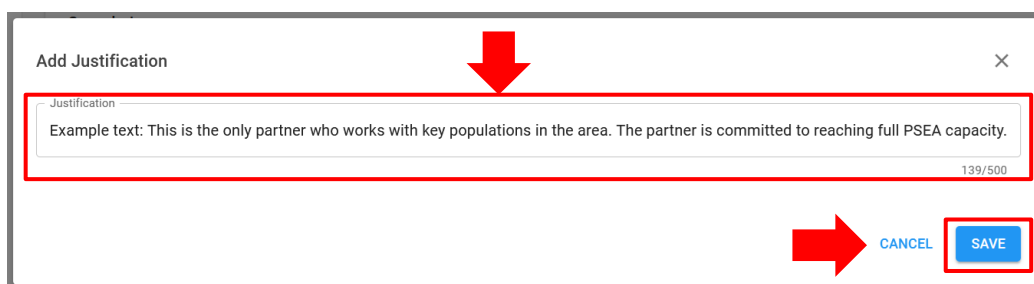 Add Justification
Justification
Example text: This is the only partner who works with key populations in the area. The partner is committed to reaching full PSEA capacity.
139/500
CANCEL
SAVE